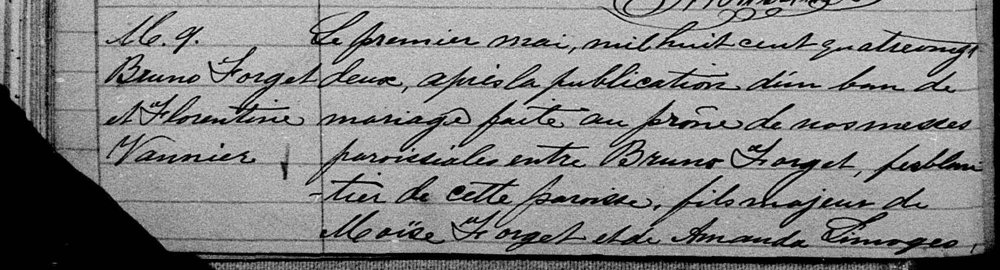 M. 9.
Bruno Forget
et Florentine
Vannier
Le premier mai, mil huit cent quatrevingt
deux, après la publication d'un ban de
mariage faite au prône de nos messes
paroissiales entre Bruno Forget, ferblan
-tier de cette paroisse, fils majeur de
Moïse Forget et de Amanda Limoges,